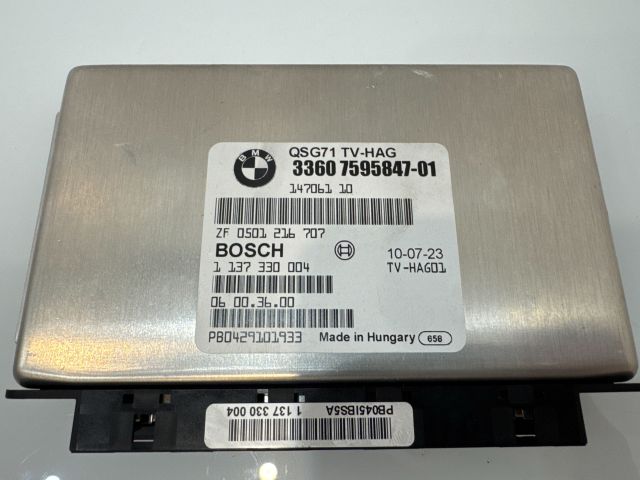 BMW
QSG71 TV-HAG
3360 7595847-01
147061 10
ZF 0501 216 707
BOSCH
10-07-23
1 137 330 004
TV-HAG01
06 00.36.00
PB0429101933
Made in Hungary 656
1 137 330 004
PB0451BS5A